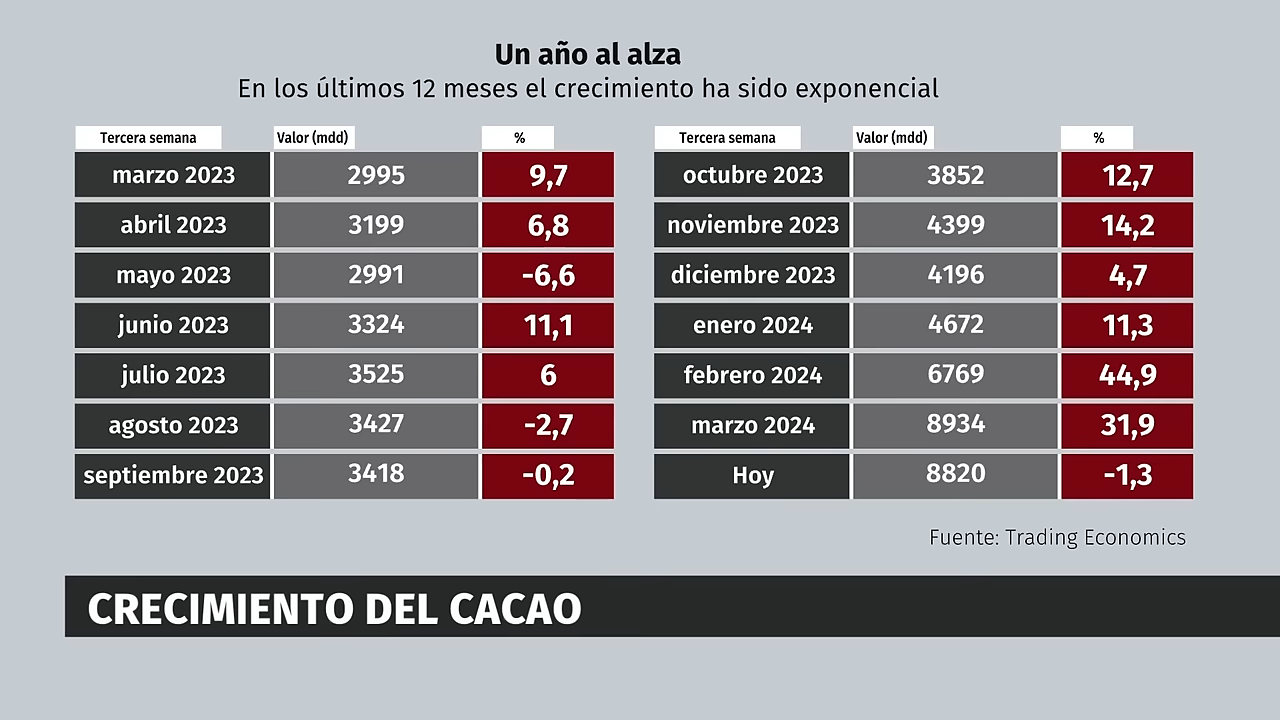 Un año al alza
En los últimos 12 meses el crecimiento ha sido exponencial
Tercera semana Valor (mdd) %
marzo 2023 2995 9,7
abril 2023 3199 6,8
mayo 2023 2991 -6,6
junio 2023 3324 11,1
julio 2023 3525 6
agosto 2023 3427 -2,7
septiembre 2023 3418 -0,2
Tercera semana Valor (mdd) %
octubre 2023 3852 12,7
noviembre 2023 4399 14,2
diciembre 2023 4196 4,7
enero 2024 4672 11,3
febrero 2024 6769 44,9
marzo 2024 8934 31,9
Hoy 8820 -1,3
Fuente: Trading Economics
CRECIMIENTO DEL CACAO